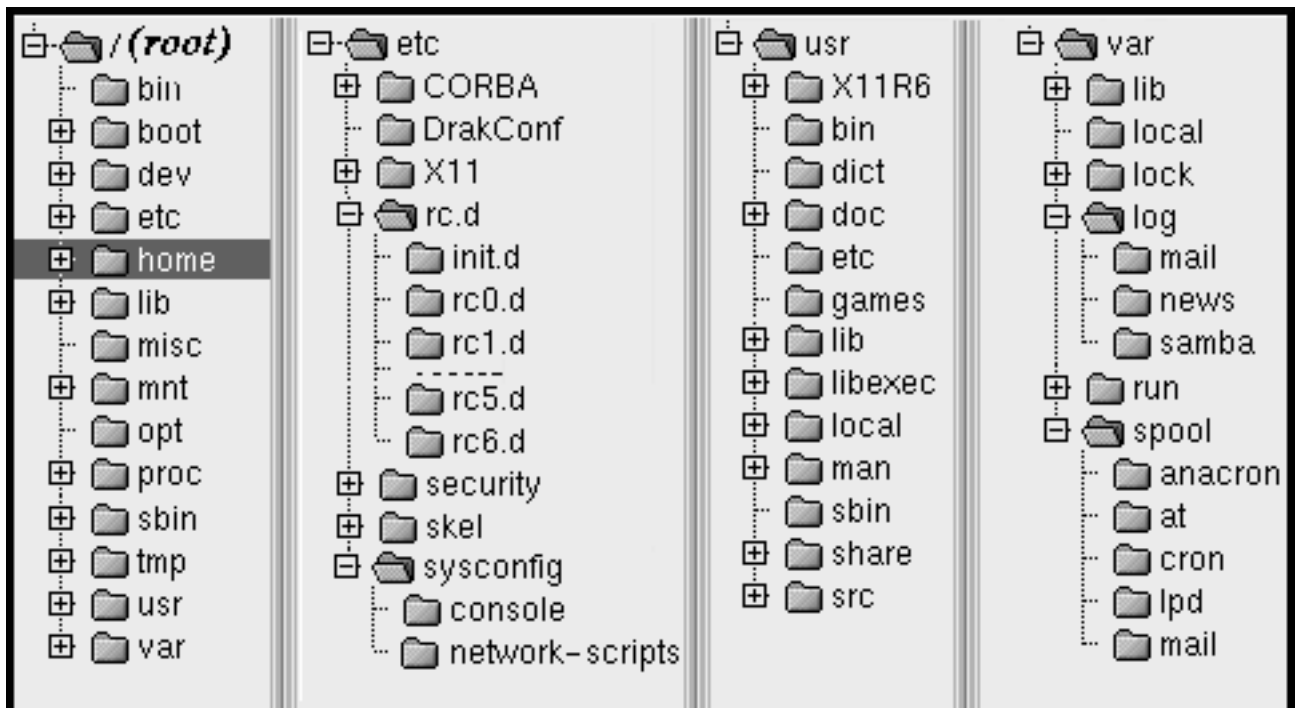 / (root)
bin
boot
dev
etc
home
lib
misc
mnt
opt
proc
sbin
tmp
usr
var
etc
CORBA
DrakConf
X11
rc.d
init.d
rc0.d
rc1.d
------
rc5.d
rc6.d
security
skel
sysconfig
console
network-scripts
usr
X11R6
bin
dict
doc
etc
games
lib
libexec
local
man
sbin
share
src
var
lib
local
lock
log
mail
news
samba
run
spool
anacron
at
cron
lpd
mail